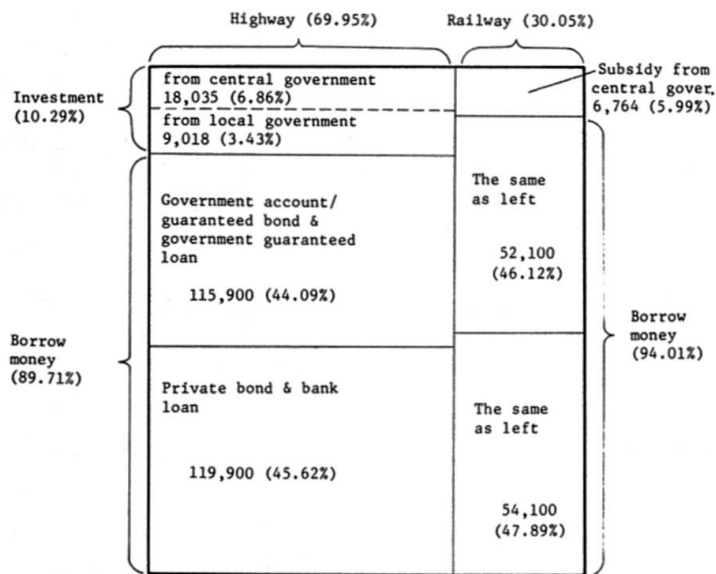 Highway (69.95%)
Railway (30.05%)
Investment
(10.29%)
from central government
18,035 (6.86%)
from local government
9,018 (3.43%)
Subsidy from
central gover.
6,764 (5.99%)
Borrow
money
(89.71%)
Government account/
guaranteed bond &
government guaranteed
loan
115,900 (44.09%)
The same
as left
52,100
(46.12%)
Borrow
money
(94.01%)
Private bond & bank
loan
119,900 (45.62%)
The same
as left
54,100
(47.89%)